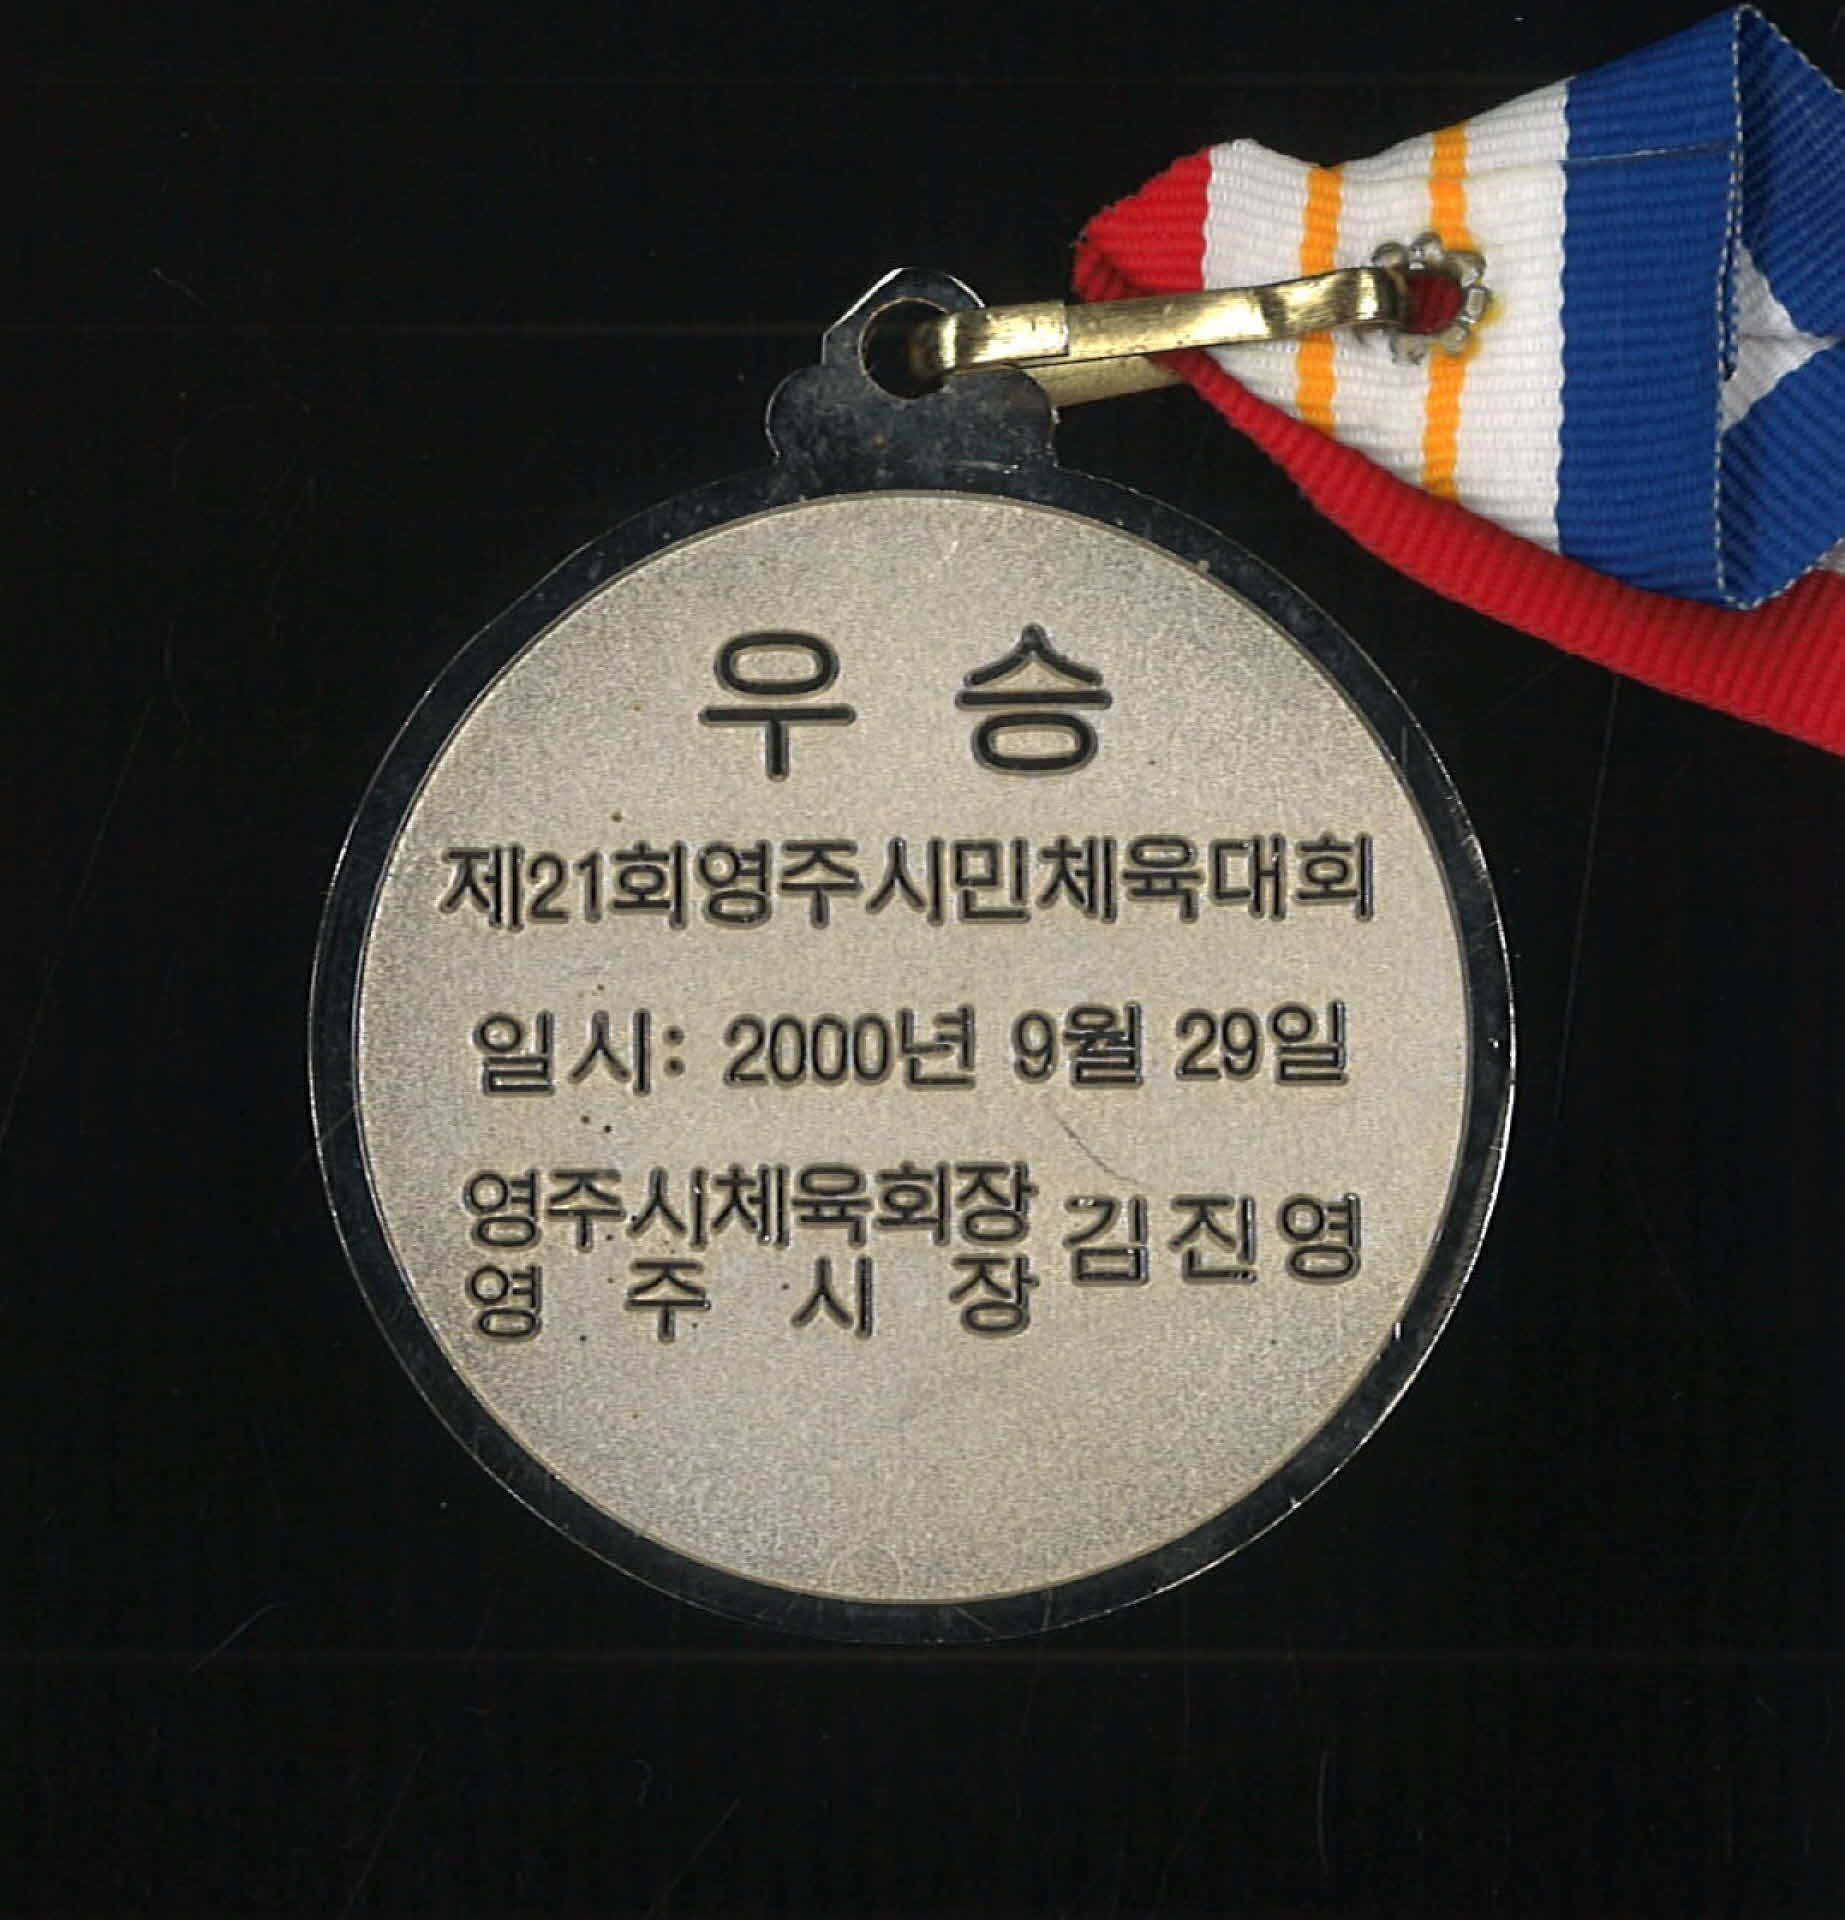 우 승
제21회영주시민체육대회
일시: 2000년 9월 29일
영주시체육회장
영 주 시 장
김진영